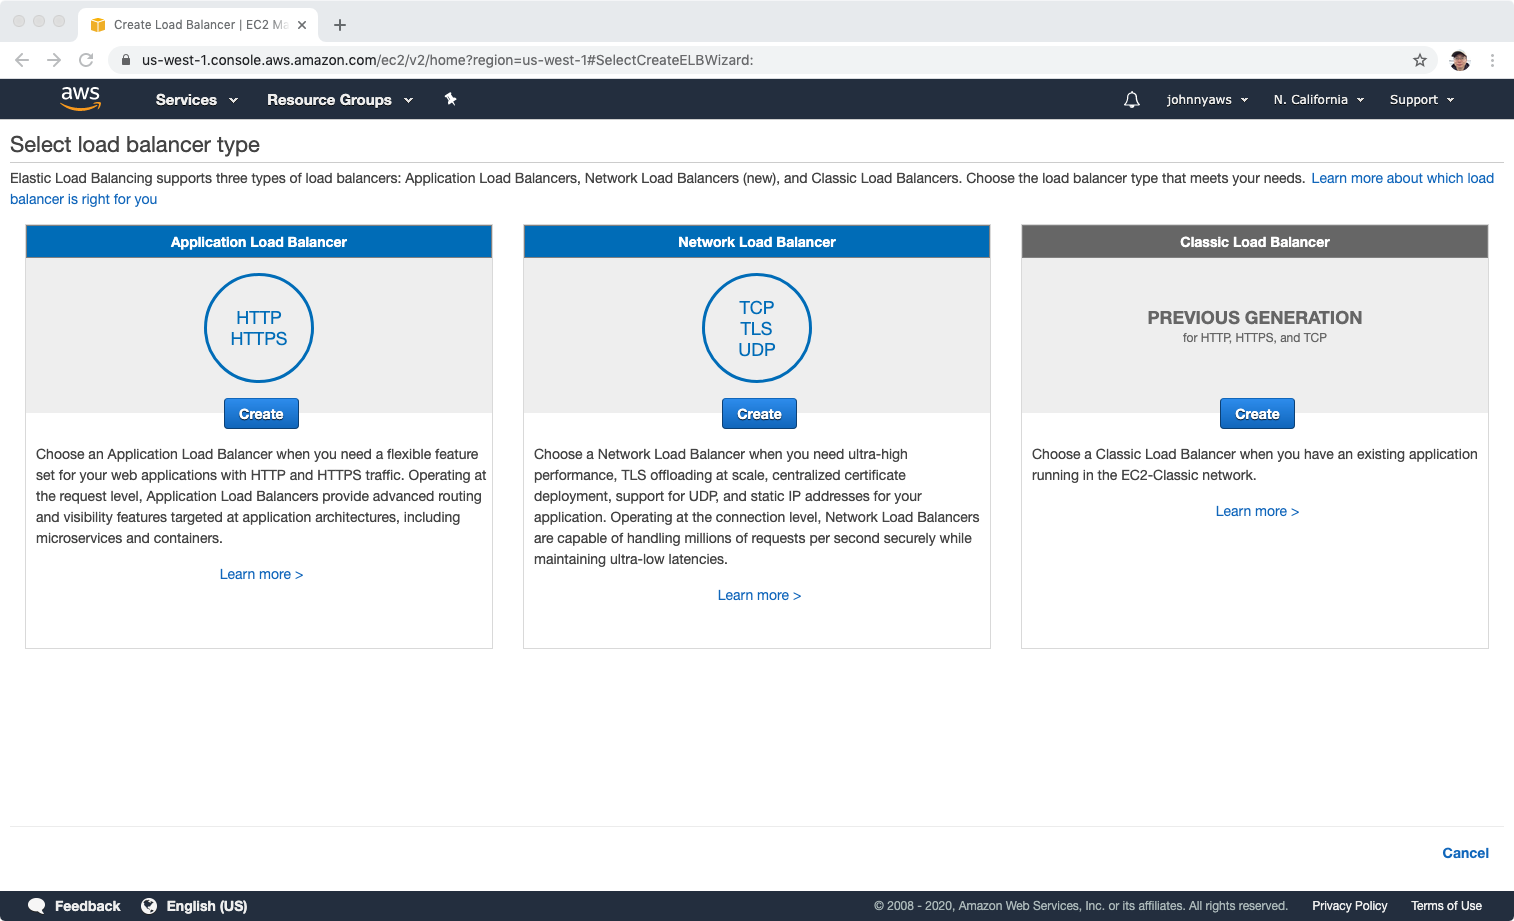 Create Load Balancer | EC2 Ma
us-west-1.console.aws.amazon.com/ec2/v2/home?region=us-west-1#SelectCreateELBWizard:
aws Services Resource Groups johnnyaws N. California Support
Select load balancer type
Elastic Load Balancing supports three types of load balancers: Application Load Balancers, Network Load Balancers (new), and Classic Load Balancers. Choose the load balancer type that meets your needs. Learn more about which load
balancer is right for you
Application Load Balancer
HTTP
HTTPS
Create
Choose an Application Load Balancer when you need a flexible feature
set for your web applications with HTTP and HTTPS traffic. Operating at
the request level, Application Load Balancers provide advanced routing
and visibility features targeted at application architectures, including
microservices and containers.
Learn more >
Network Load Balancer
TCP
TLS
UDP
Create
Choose a Network Load Balancer when you need ultra-high
performance, TLS offloading at scale, centralized certificate
deployment, support for UDP, and static IP addresses for your
application. Operating at the connection level, Network Load Balancers
are capable of handling millions of requests per second securely while
maintaining ultra-low latencies.
Learn more >
Classic Load Balancer
PREVIOUS GENERATION
for HTTP, HTTPS, and TCP
Create
Choose a Classic Load Balancer when you have an existing application
running in the EC2-Classic network.
Learn more >
Cancel
Feedback English (US) © 2008 - 2020, Amazon Web Services, Inc. or its affiliates. All rights reserved. Privacy Policy Terms of Use